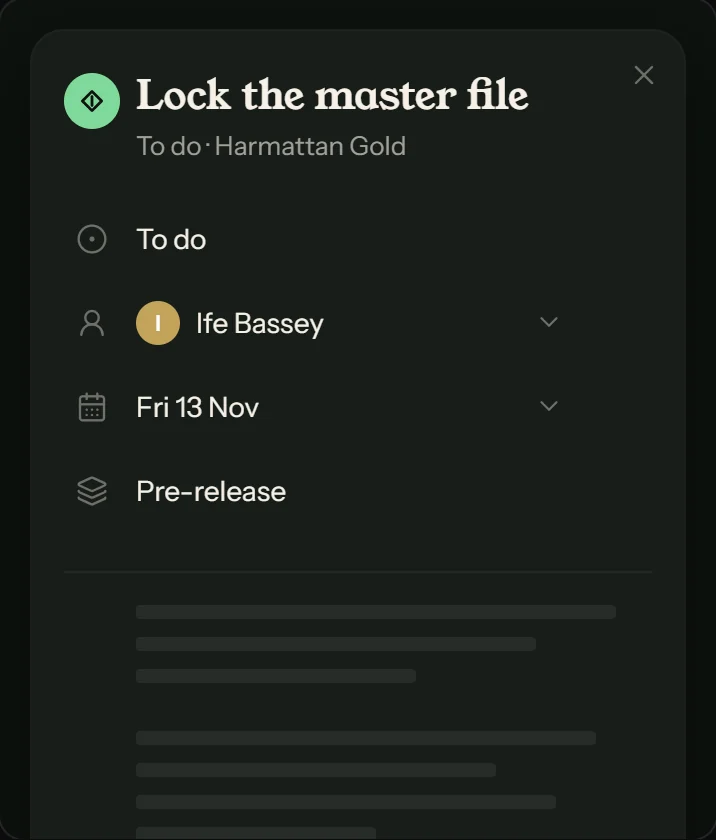 Lock the master file
To do · Harmattan Gold
To do
I Ife Bassey
Fri 13 Nov
Pre-release